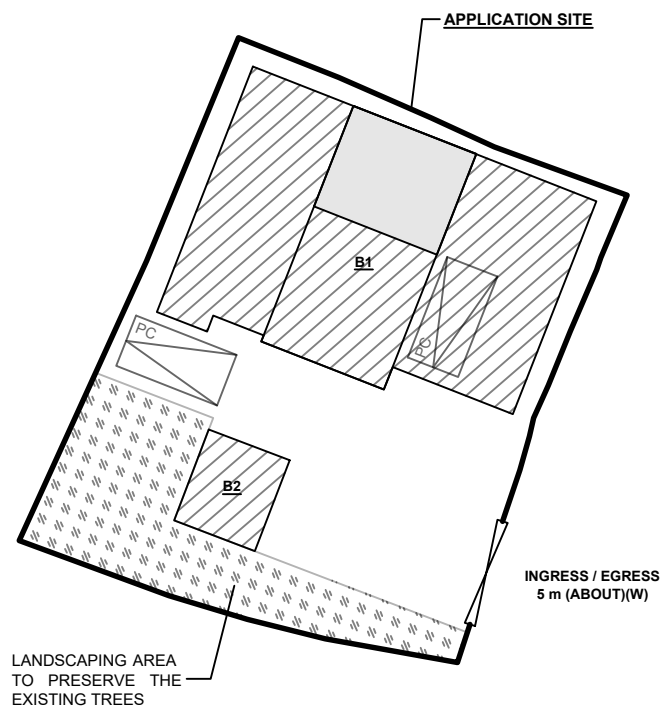 APPLICATION SITE
B1
PC
PC
B2
INGRESS / EGRESS
5 m (ABOUT)(W)
LANDSCAPING AREA
TO PRESERVE THE
EXISTING TREES